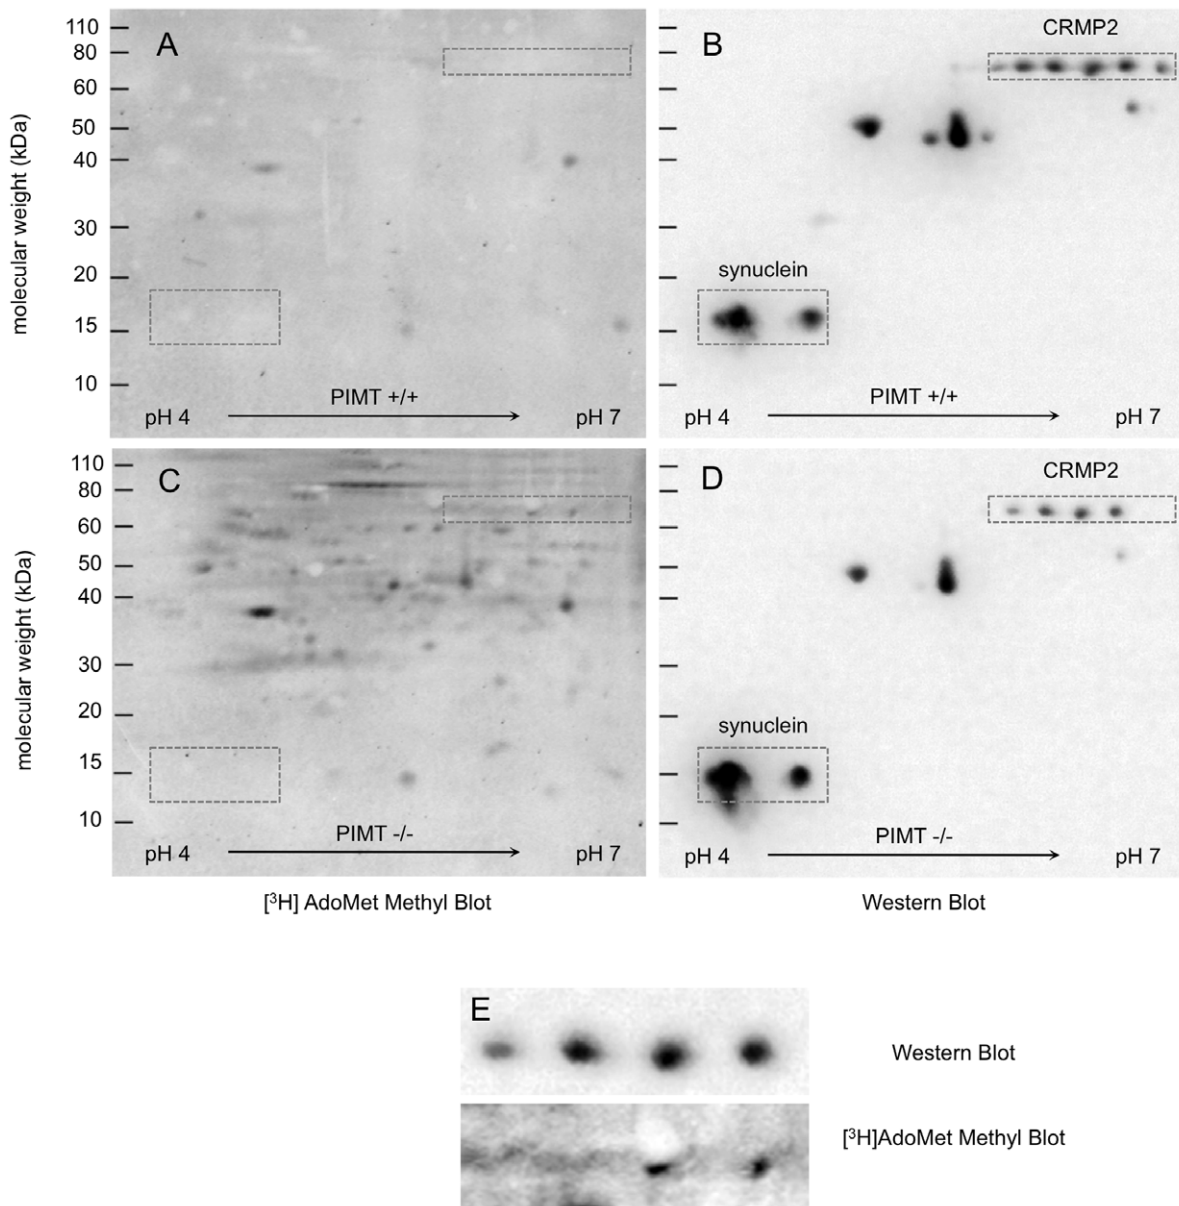 A
110
80
60
50
40
30
20
15
10
molecular weight (kDa)
PIMT +/+
pH 4
pH 7
B
CRMP2
synuclein
PIMT +/+
pH 4
pH 7
C
110
80
60
50
40
30
20
15
10
molecular weight (kDa)
PIMT -/-
pH 4
pH 7
[³H] AdoMet Methyl Blot
D
CRMP2
synuclein
PIMT -/-
pH 4
pH 7
Western Blot
E
Western Blot
[³H]AdoMet Methyl Blot